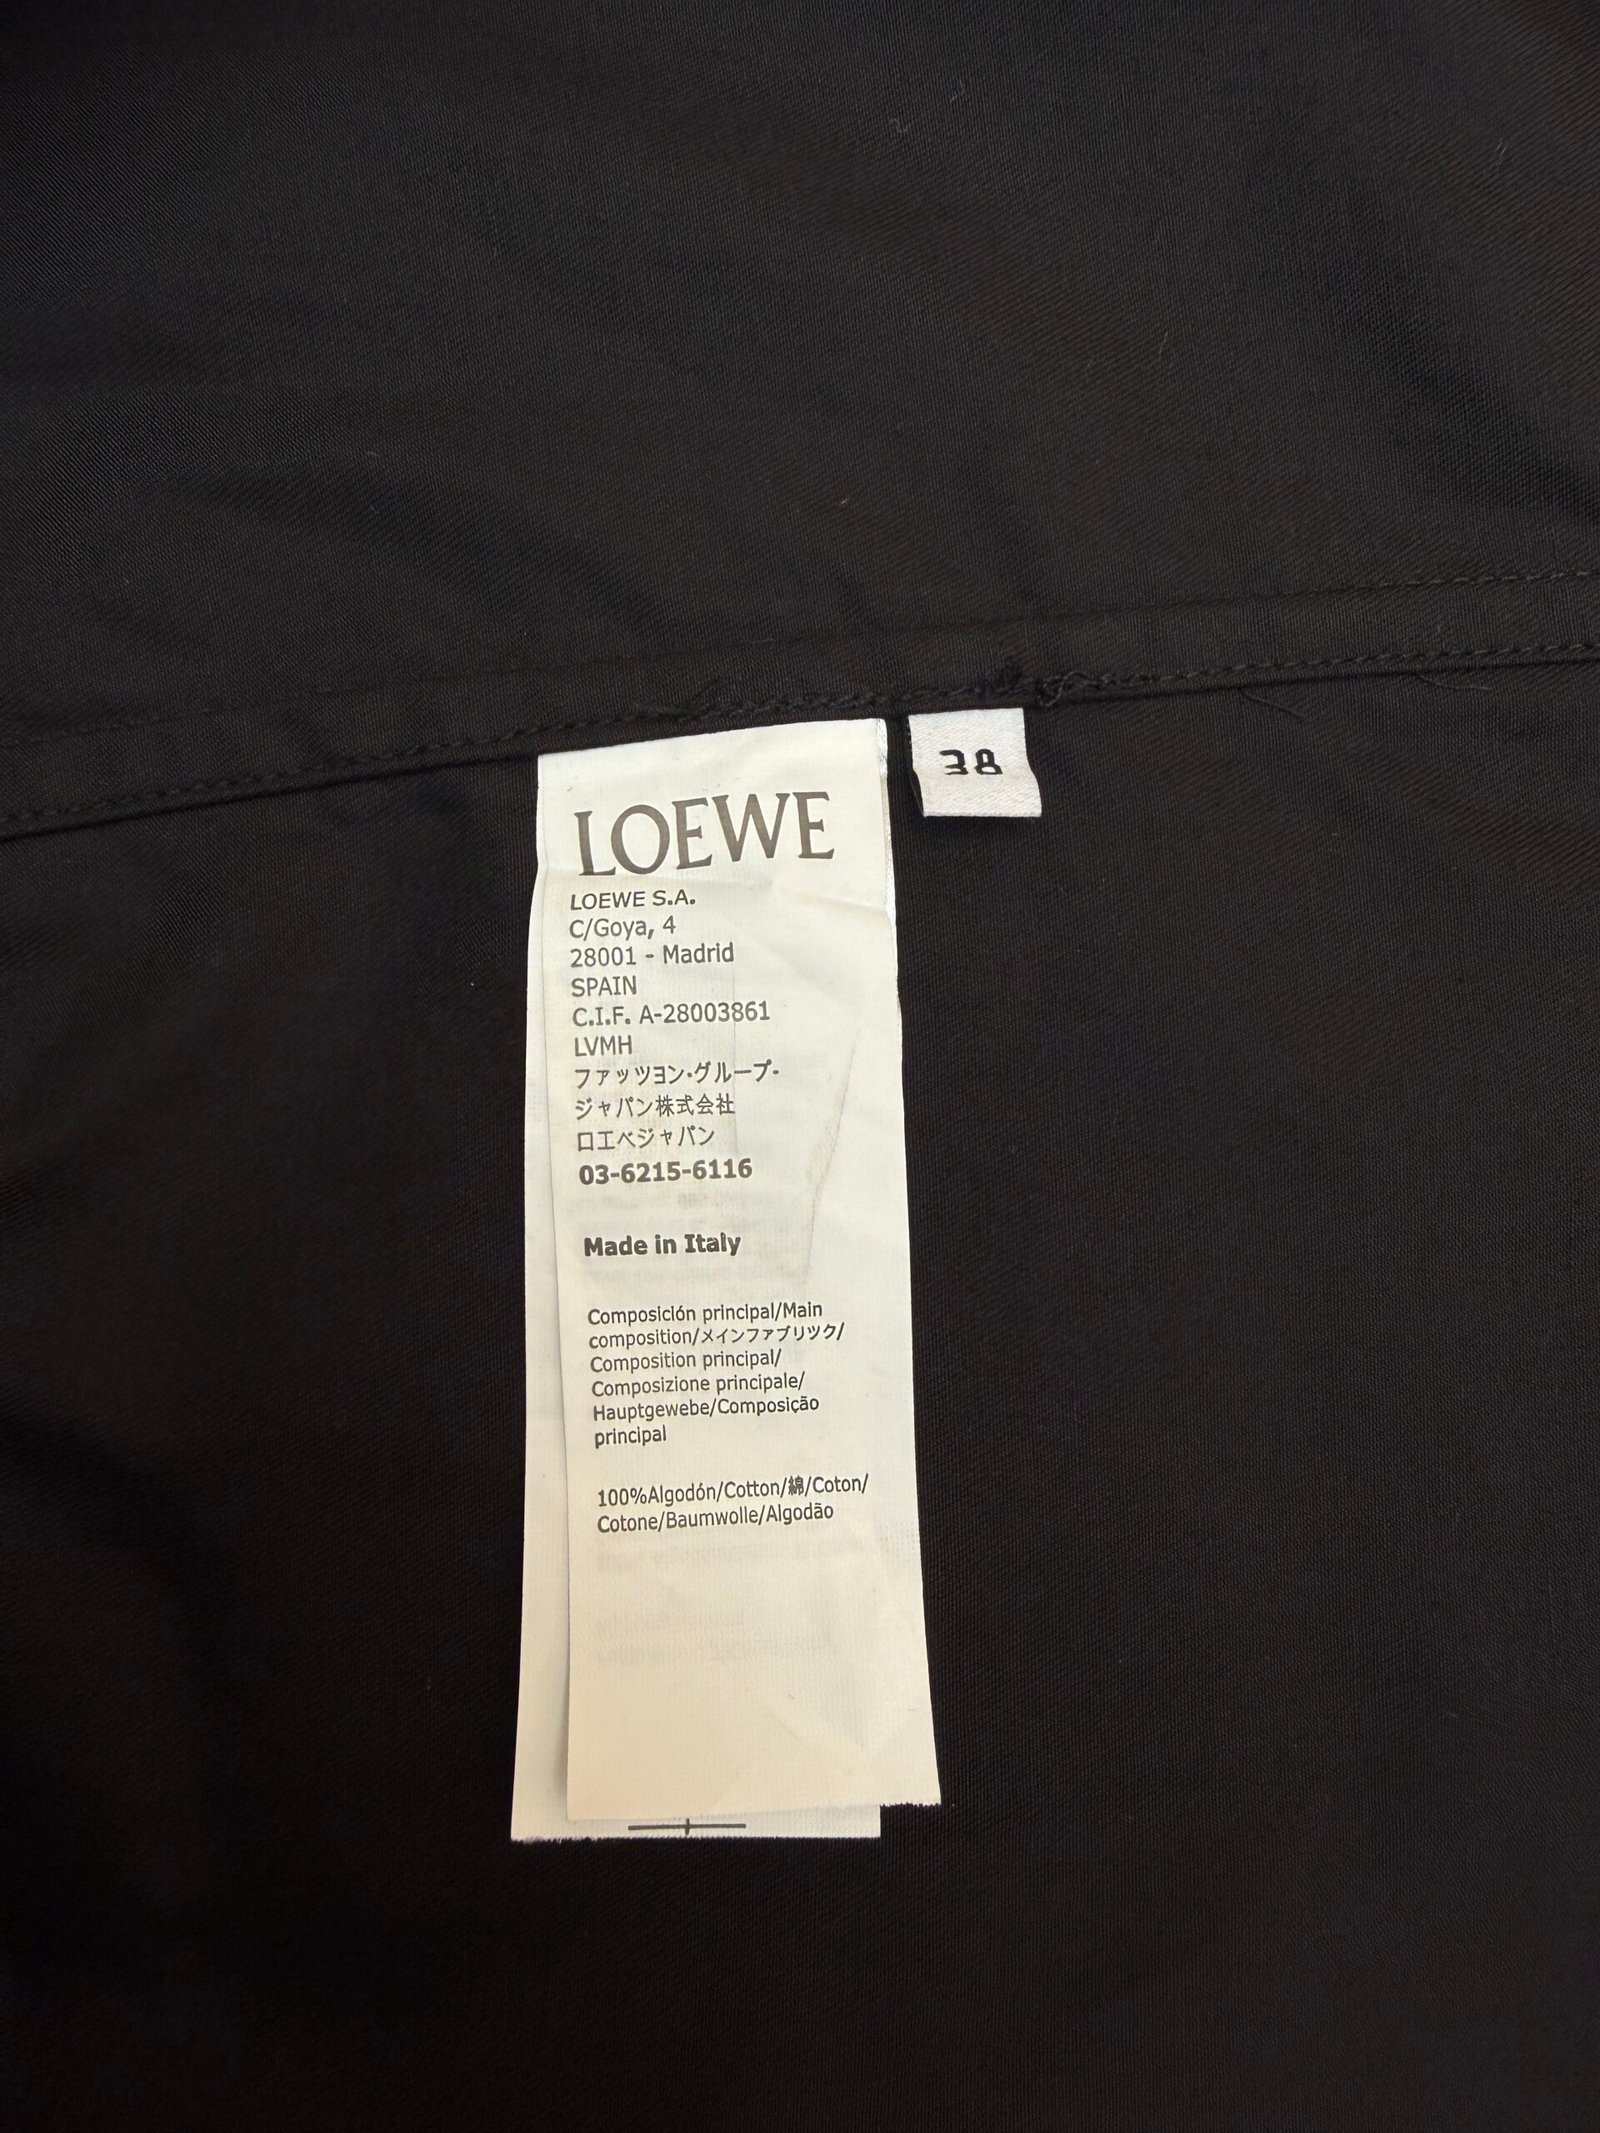 38
LOEWE
LOEWE S.A.
C/Goya, 4
28001 - Madrid
SPAIN
C.I.F. A-28003861
LVMH
ファッツヨン・グループ-
ジャパン株式会社
ロエベジャパン
03-6215-6116
Made in Italy
Composición principal/Main
composition/メインファブリツク/
Composition principal/
Composizione principale/
Hauptgewebe/Composição
principal
100%Algodón/Cotton/綿/Coton/
Cotone/Baumwolle/Algodão